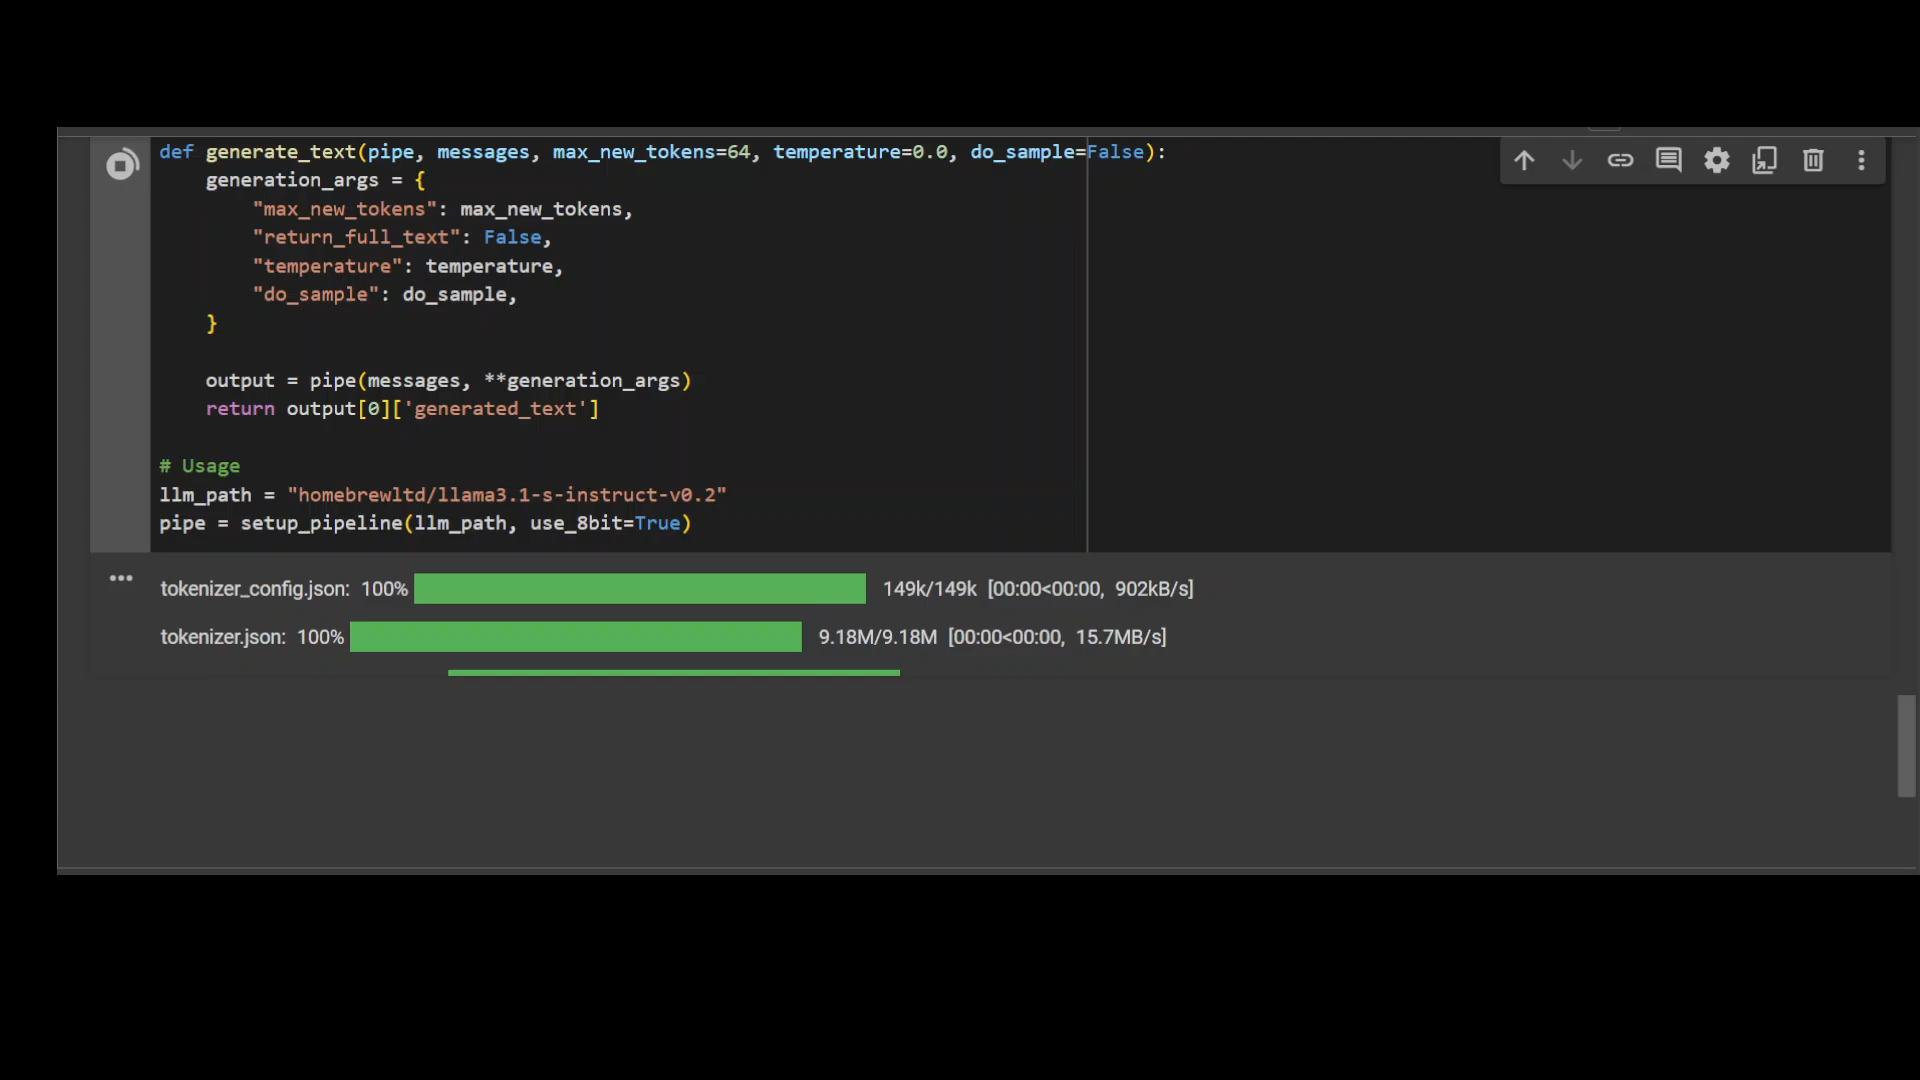 def generate_text(pipe, messages, max_new_tokens=64, temperature=0.0, do_sample=False):
    generation_args = {
        "max_new_tokens": max_new_tokens,
        "return_full_text": False,
        "temperature": temperature,
        "do_sample": do_sample,
    }
    output = pipe(messages, **generation_args)
    return output[0]['generated_text']
# Usage
llm_path = "homebrewltd/llama3.1-s-instruct-v0.2"
pipe = setup_pipeline(llm_path, use_8bit=True)
tokenizer_config.json: 100% 149k/149k [00:00<00:00, 902kB/s]
tokenizer.json: 100% 9.18M/9.18M [00:00<00:00, 15.7MB/s]